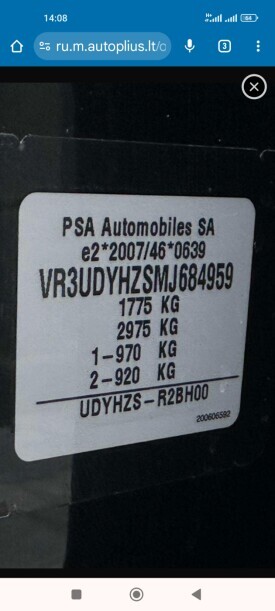 14:08
64
ru.m.autoplius.lt/o
3
PSA Automobiles SA
e2*2007/46*0639
VR3UDYHZSMJ684959
1775 KG
2975 KG
1-970 KG
2-920 KG
UDYHZS-R2BH00
200606592